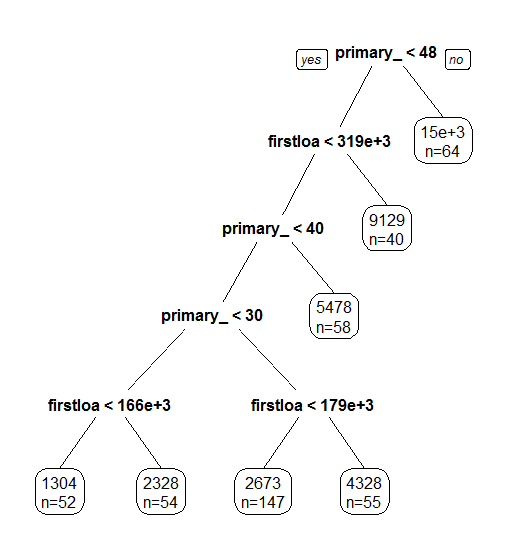 yes primary_ < 48 no
15e+3
n=64
firstloa < 319e+3
9129
n=40
primary_ < 40
5478
n=58
primary_ < 30
firstloa < 166e+3
firstloa < 179e+3
1304
n=52
2328
n=54
2673
n=147
4328
n=55